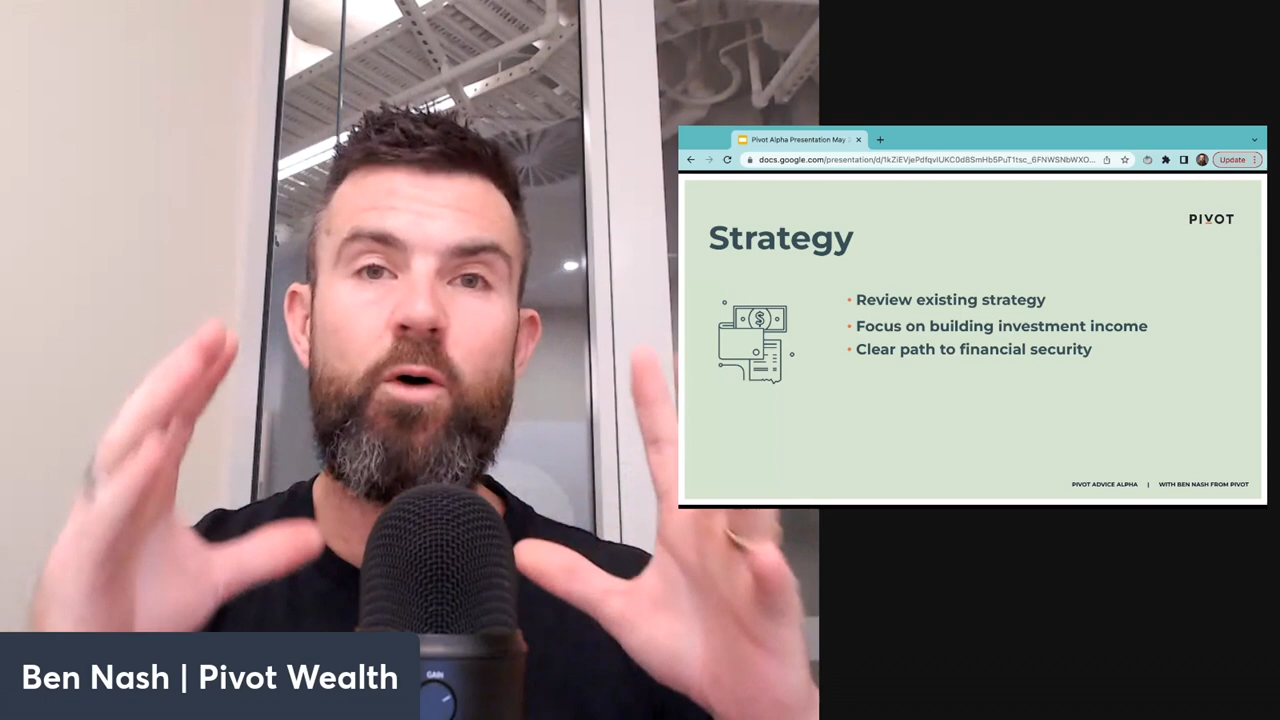 Pivot Alpha Presentation May
docs.google.com/presentation/d/1kZiEVjePdfqvlUKC0d8SmHb5PuT1tsc_6FNWSNbWXO...
Update
PIVOT
Strategy
• Review existing strategy
• Focus on building investment income
• Clear path to financial security
PIVOT ADVICE ALPHA | WITH BEN NASH FROM PIVOT
GAIN
Ben Nash | Pivot Wealth